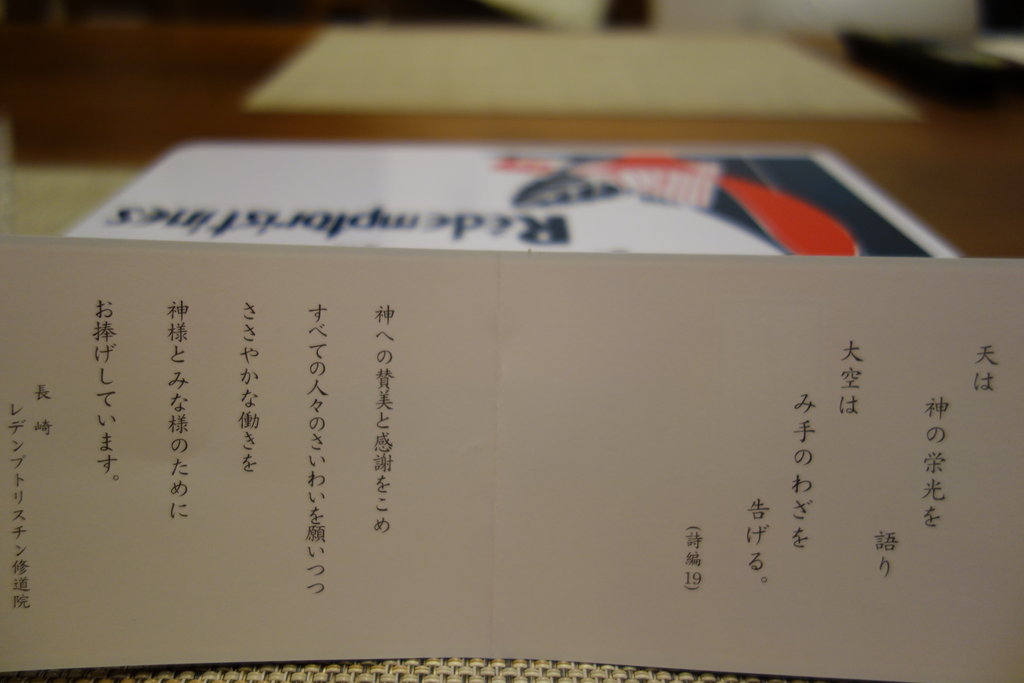 天は
神の栄光を
語り
大空は
み手のわざを
告げる。
(詩編19)
神への賛美と感謝をこめ
すべての人々のさいわいを願いつつ
ささやかな働きを
神様とみな様のために
お捧げしています。
長崎
レデンプトリスチン修道院
Redemptoristines